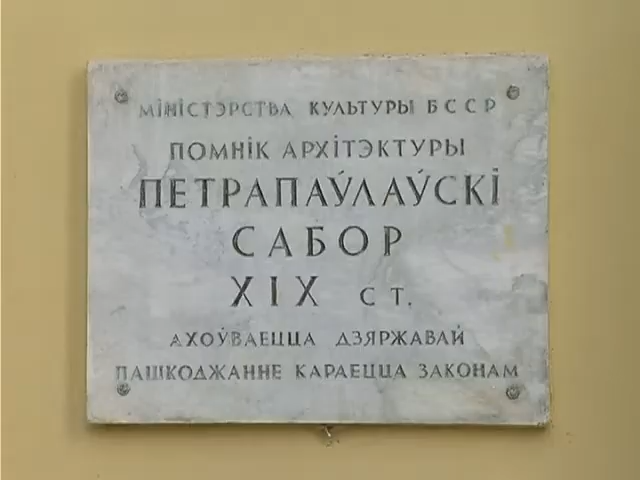 МІНІСТЭРСТВА КУЛЬТУРЫ БССР
ПОМНІК АРХІТЭКТУРЫ
ПЕТРАПАЎЛАЎСКІ
САБОР
XIX СТ.
АХОЎВАЕЦЦА ДЗЯРЖАВАЙ
ПАШКОДЖАННЕ КАРАЕЦЦА ЗАКОНАМ